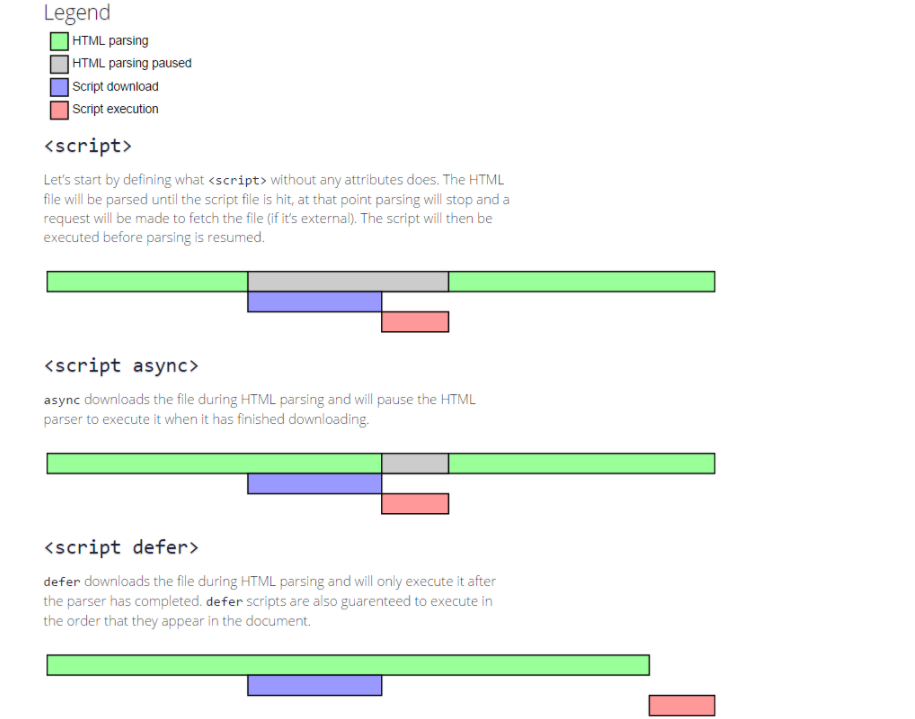 Legend
HTML parsing
HTML parsing paused
Script download
Script execution
<script>
Let's start by defining what <script> without any attributes does. The HTML
file will be parsed until the script file is hit, at that point parsing will stop and a
request will be made to fetch the file (if it's external). The script will then be
executed before parsing is resumed.
<script async>
async downloads the file during HTML parsing and will pause the HTML
parser to execute it when it has finished downloading.
<script defer>
defer downloads the file during HTML parsing and will only execute it after
the parser has completed. defer scripts are also guarenteed to execute in
the order that they appear in the document.